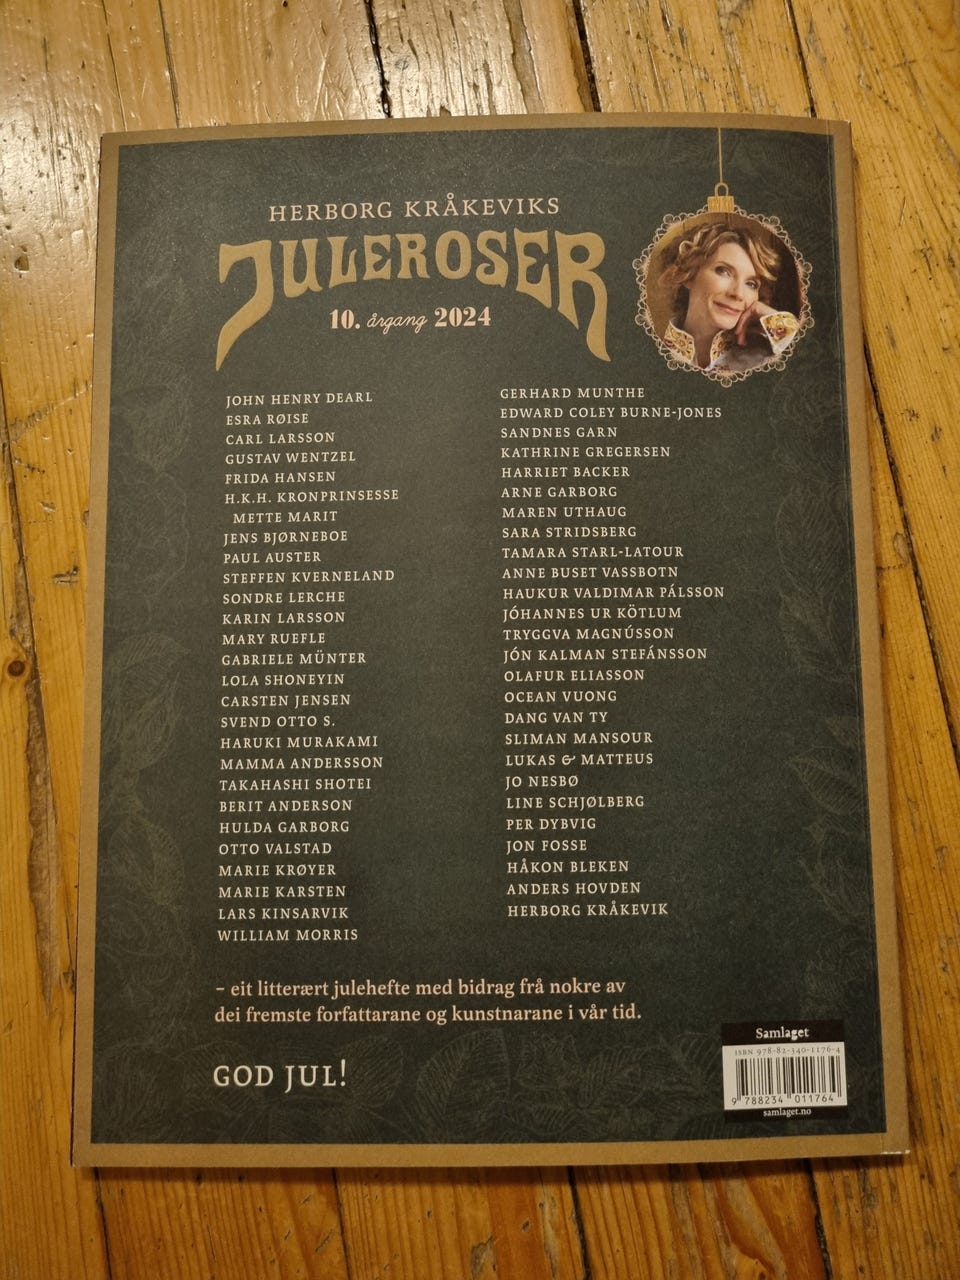 HERBORG KRÅKEVIKS
JULEROSER
10. årgang 2024
JOHN HENRY DEARL
ESRA RØISE
CARL LARSSON
GUSTAV WENTZEL
FRIDA HANSEN
H.K.H. KRONPRINSESSE
METTE MARIT
JENS BJØRNEBOE
PAUL AUSTER
STEFFEN KVERNELAND
SONDRE LERCHE
KARIN LARSSON
MARY RUEFLE
GABRIELE MÜNTER
LOLA SHONEYIN
CARSTEN JENSEN
SVEND OTTO S.
HARUKI MURAKAMI
MAMMA ANDERSSON
TAKAHASHI SHOTEI
BERIT ANDERSON
HULDA GARBORG
OTTO VALSTAD
MARIE KRØYER
MARIE KARSTEN
LARS KINSARVIK
WILLIAM MORRIS
GERHARD MUNTHE
EDWARD COLEY BURNE-JONES
SANDNES GARN
KATHRINE GREGERSEN
HARRIET BACKER
ARNE GARBORG
MAREN UTHAUG
SARA STRIDSBERG
TAMARA STARL-LATOUR
ANNE BUSET VASSBOTN
HAUKUR VALDIMAR PÁLSSON
JÓHANNES UR KÖTLUM
TRYGGVA MAGNÚSSON
JÓN KALMAN STEFÁNSSON
OLAFUR ELIASSON
OCEAN VUONG
DANG VAN TY
SLIMAN MANSOUR
LUKAS & MATTEUS
JO NESBØ
LINE SCHJØLBERG
PER DYBVIG
JON FOSSE
HÅKON BLEKEN
ANDERS HOVDEN
HERBORG KRÅKEVIK
– eit litterært julehefte med bidrag frå nokre av
dei fremste forfattarane og kunstnarane i vår tid.
GOD JUL!
Samlaget
ISBN 978-82-340-1176-4
9 788234 011764
samlaget.no